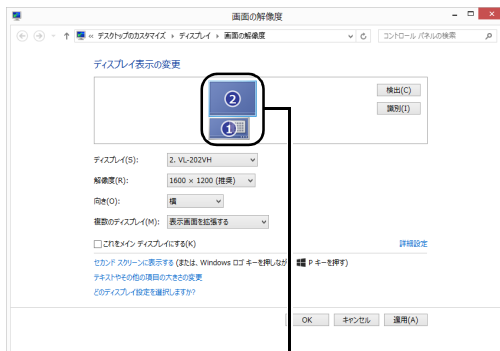 画面の解像度
« デスクトップのカスタマイズ ▸ ディスプレイ ▸ 画面の解像度
コントロール パネルの検索
ディスプレイ表示の変更
2
1
検出(C)
識別(I)
ディスプレイ(S): 2. VL-202VH
解像度(R): 1600 × 1200 (推奨)
向き(O): 横
複数のディスプレイ(M): 表示画面を拡張する
これをメイン ディスプレイにする(K)
詳細設定
セカンド スクリーンに表示する (または、Windows ロゴ キーを押しなが P キーを押す)
テキストやその他の項目の大きさの変更
どのディスプレイ設定を選択しますか?
OK キャンセル 適用(A)